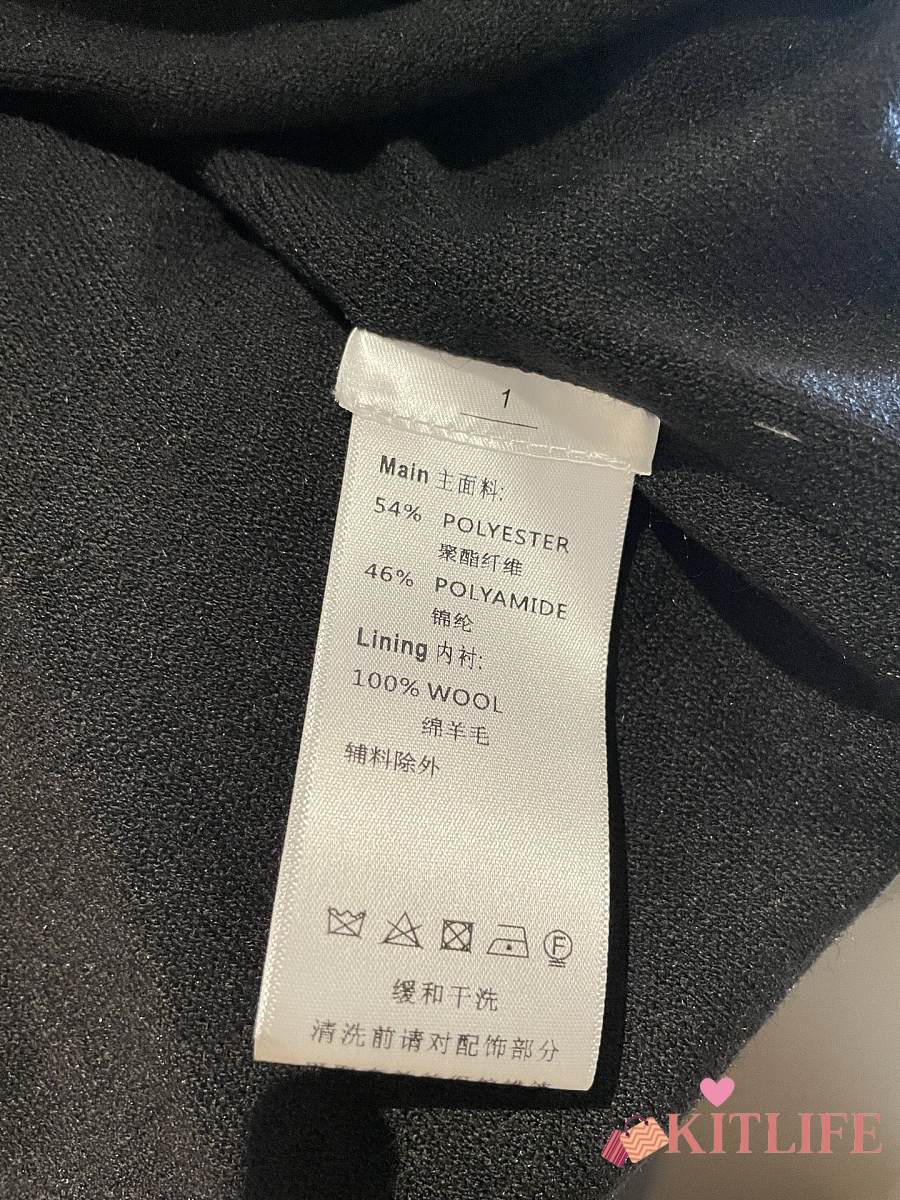 1
Main 主面料:
54% POLYESTER
聚酯纤维
46% POLYAMIDE
锦纶
Lining 内衬:
100% WOOL
绵羊毛
辅料除外
F
缓和干洗
清洗前请对配饰部分
KITLIFE